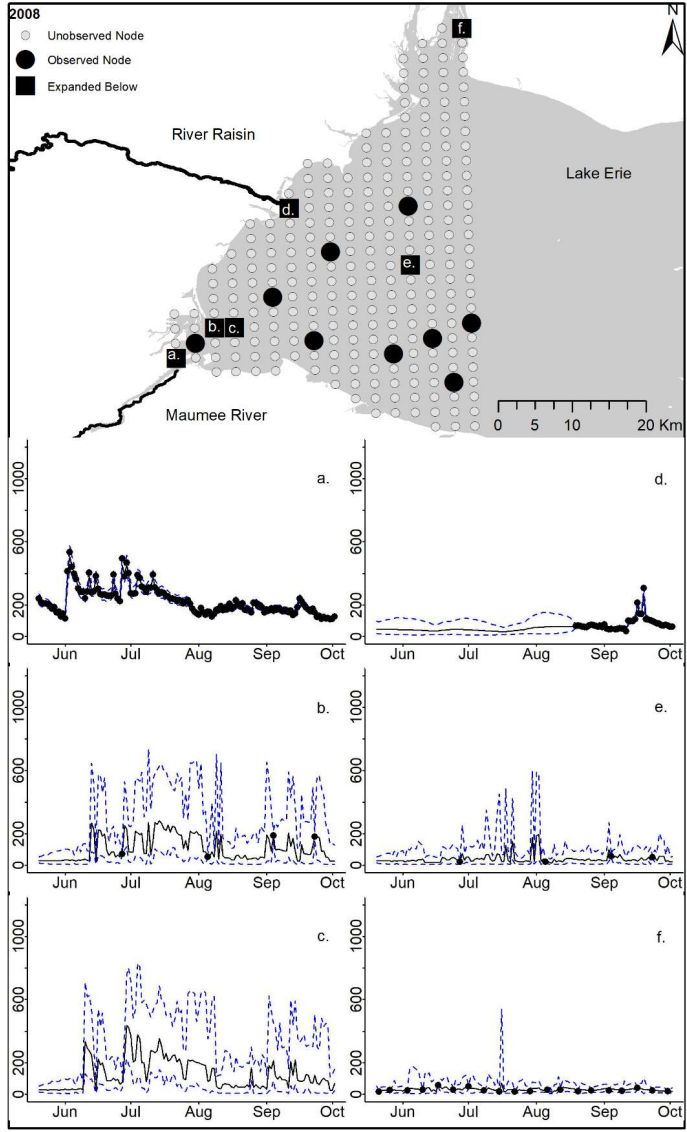 2008
N
Unobserved Node
Observed Node
Expanded Below
f.
River Raisin
Lake Erie
d.
e.
b.
c.
a.
Maumee River
0 5 10 20 Km
a.
0 200 600 1000
Jun Jul Aug Sep Oct
d.
0 200 600 1000
Jun Jul Aug Sep Oct
b.
0 200 600 1000
Jun Jul Aug Sep Oct
e.
0 200 600 1000
Jun Jul Aug Sep Oct
c.
0 200 600 1000
Jun Jul Aug Sep Oct
f.
0 200 600 1000
Jun Jul Aug Sep Oct